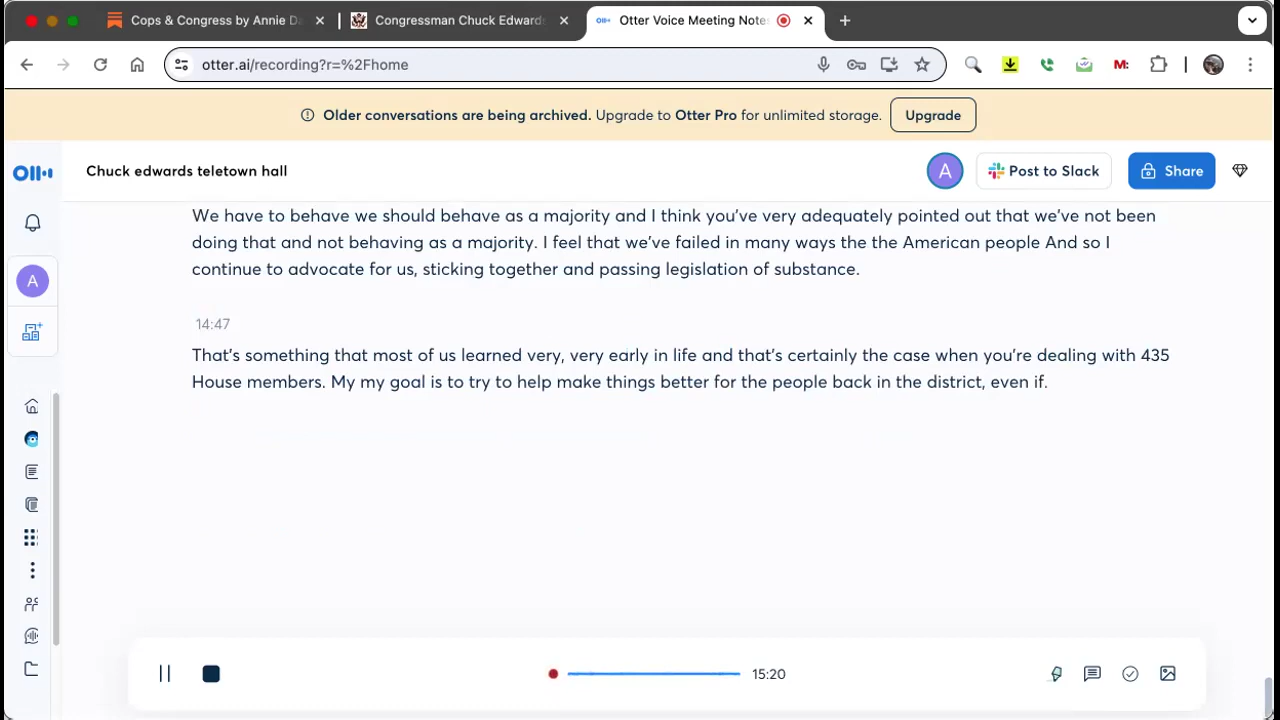 Cops & Congress by Annie Da
Congressman Chuck Edwards
Otter Voice Meeting Notes
otter.ai/recording?r=%2Fhome
M:
Older conversations are being archived. Upgrade to Otter Pro for unlimited storage.
Upgrade
Chuck edwards teletown hall
A
Post to Slack
Share
A
We have to behave we should behave as a majority and I think you've very adequately pointed out that we've not been
doing that and not behaving as a majority. I feel that we've failed in many ways the the American people And so I
continue to advocate for us, sticking together and passing legislation of substance.
14:47
That's something that most of us learned very, very early in life and that's certainly the case when you're dealing with 435
House members. My my goal is to try to help make things better for the people back in the district, even if.
15:20